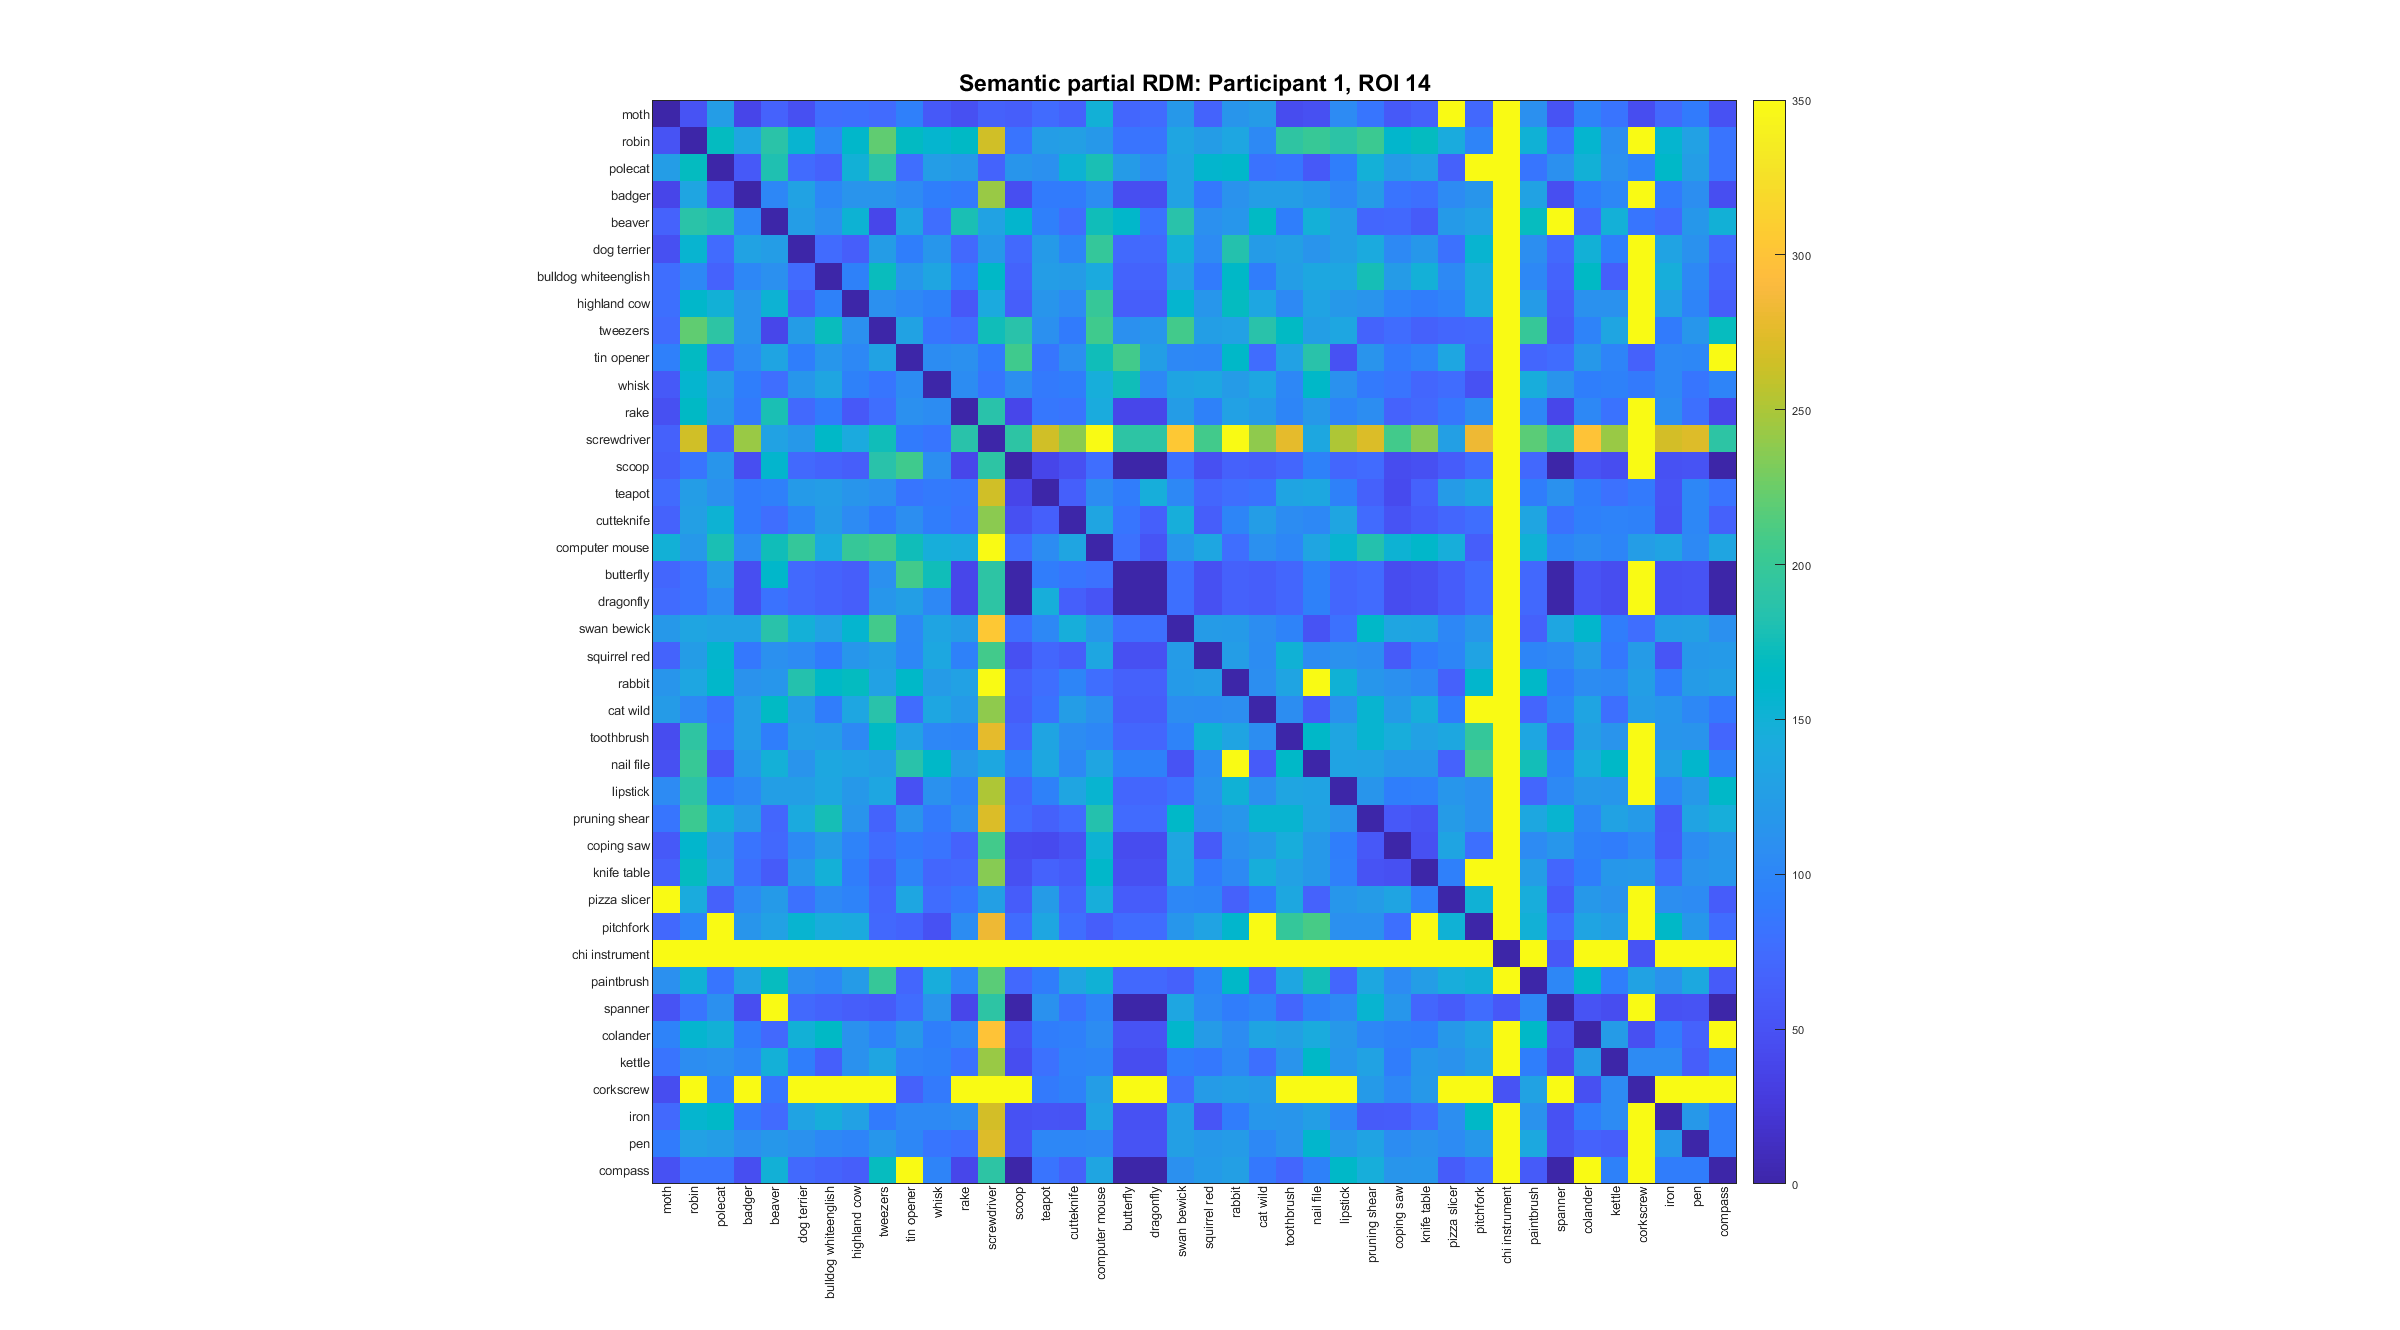 Semantic partial RDM: Participant 1, ROI 14
moth
robin
polecat
badger
beaver
dog terrier
bulldog whiteenglish
highland cow
tweezers
tin opener
whisk
rake
screwdriver
scoop
teapot
cutteknife
computer mouse
butterfly
dragonfly
swan bewick
squirrel red
rabbit
cat wild
toothbrush
nail file
lipstick
pruning shear
coping saw
knife table
pizza slicer
pitchfork
chi instrument
paintbrush
spanner
colander
kettle
corkscrew
iron
pen
compass
350
300
250
200
150
100
50
0
moth
robin
polecat
badger
beaver
dog terrier
bulldog whiteenglish
highland cow
tweezers
tin opener
whisk
rake
screwdriver
scoop
teapot
cutteknife
computer mouse
butterfly
dragonfly
swan bewick
squirrel red
rabbit
cat wild
toothbrush
nail file
lipstick
pruning shear
coping saw
knife table
pizza slicer
pitchfork
chi instrument
paintbrush
spanner
colander
kettle
corkscrew
iron
pen
compass